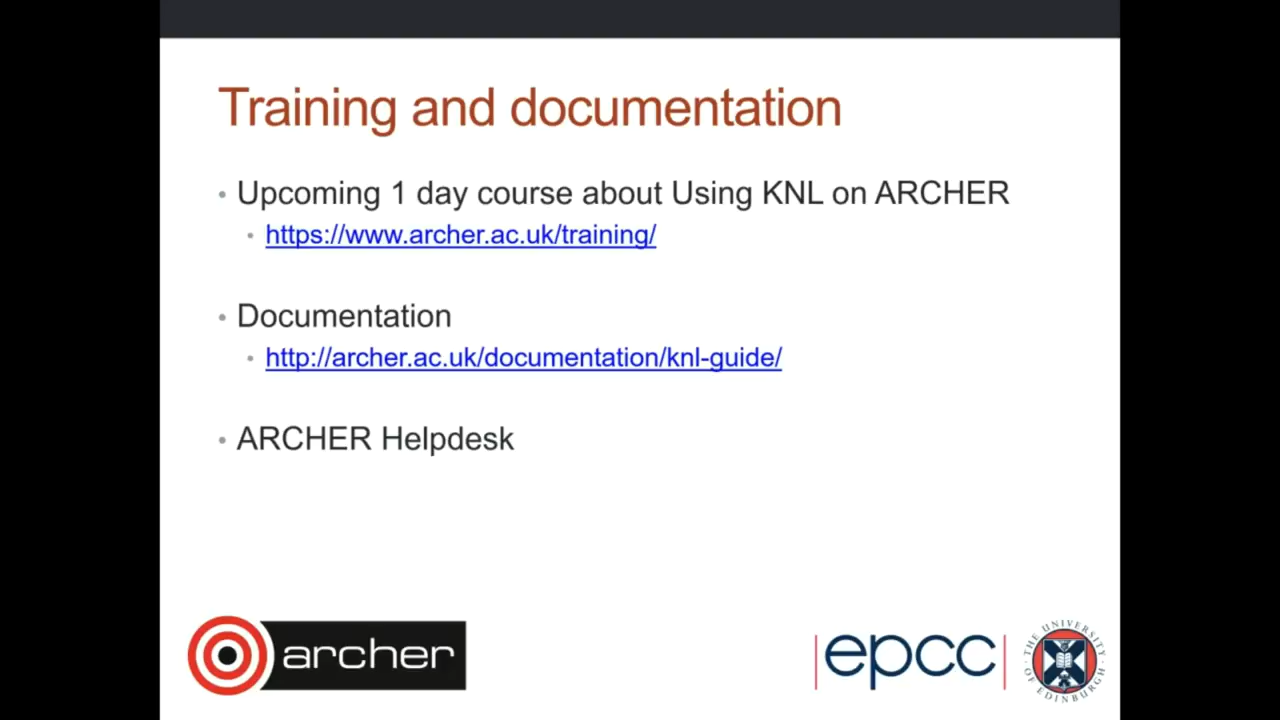 Training and documentation
• Upcoming 1 day course about Using KNL on ARCHER
• https://www.archer.ac.uk/training/
• Documentation
• http://archer.ac.uk/documentation/knl-guide/
• ARCHER Helpdesk
archer
epcc
THE UNIVERSITY OF EDINBURGH